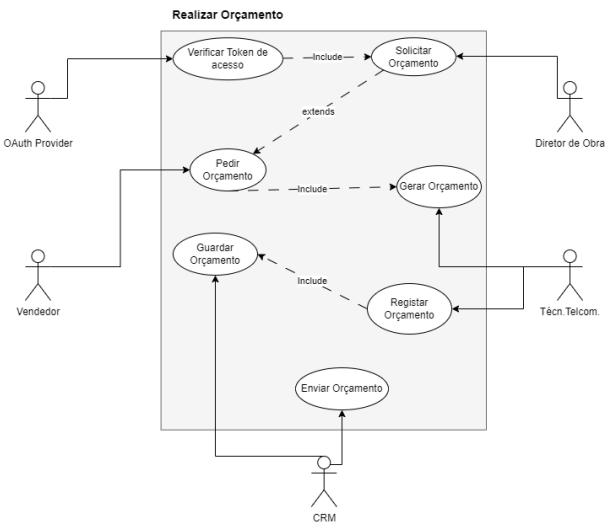 Realizar Orçamento
Verificar Token de
acesso
Include
Solicitar
Orçamento
OAuth Provider
Diretor de Obra
extends
Pedir
Orçamento
Include
Gerar Orçamento
Guardar
Orçamento
Include
Registar
Orçamento
Vendedor
Técn.Telcom.
Enviar Orçamento
CRM